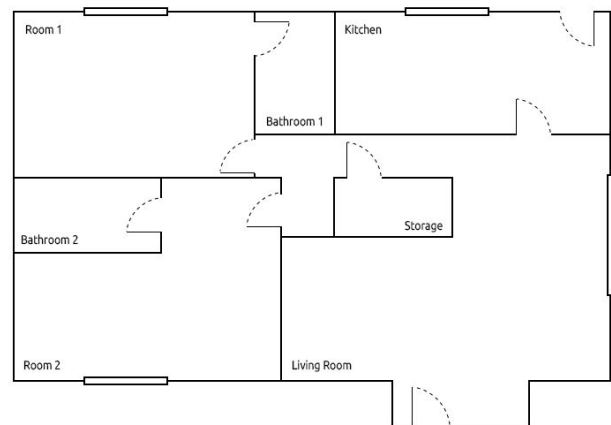 Room 1
Kitchen
Bathroom 1
Storage
Bathroom 2
Room 2
Living Room